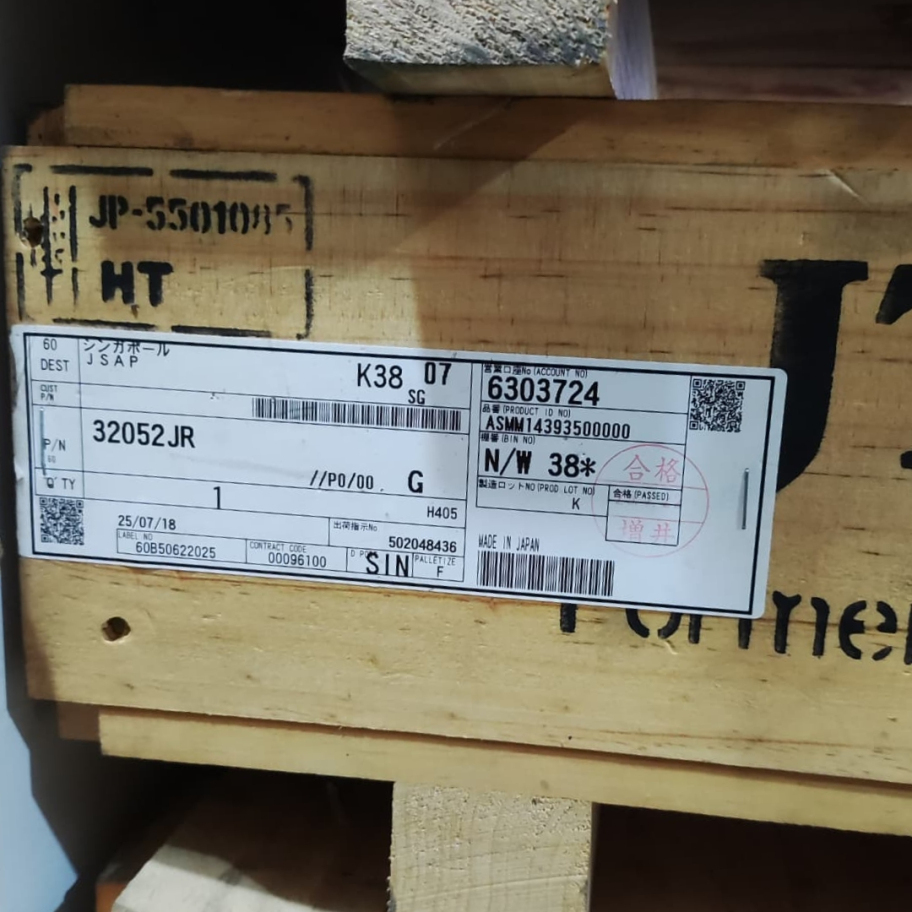 JP-5501085
HT
60
DEST
シンガポール
JSAP
K38 07
SG
CUST
P/N
P/N
32052JR
Q'TY
1
//P0/00
G
H405
25/07/18
出荷指示No
502048436
LABEL NO
60B50622025
CONTRACT CODE
00096100
SIN
PALLETIZE
F
営業口座No (ACCOUNT NO)
6303724
品番 (PRODUCT ID NO)
ASMM14393500000
棚番 (BIN NO)
N/W 38*
製造ロットNO (PROD LOT NO)
K
合格 (PASSED)
合格
増井
MADE IN JAPAN